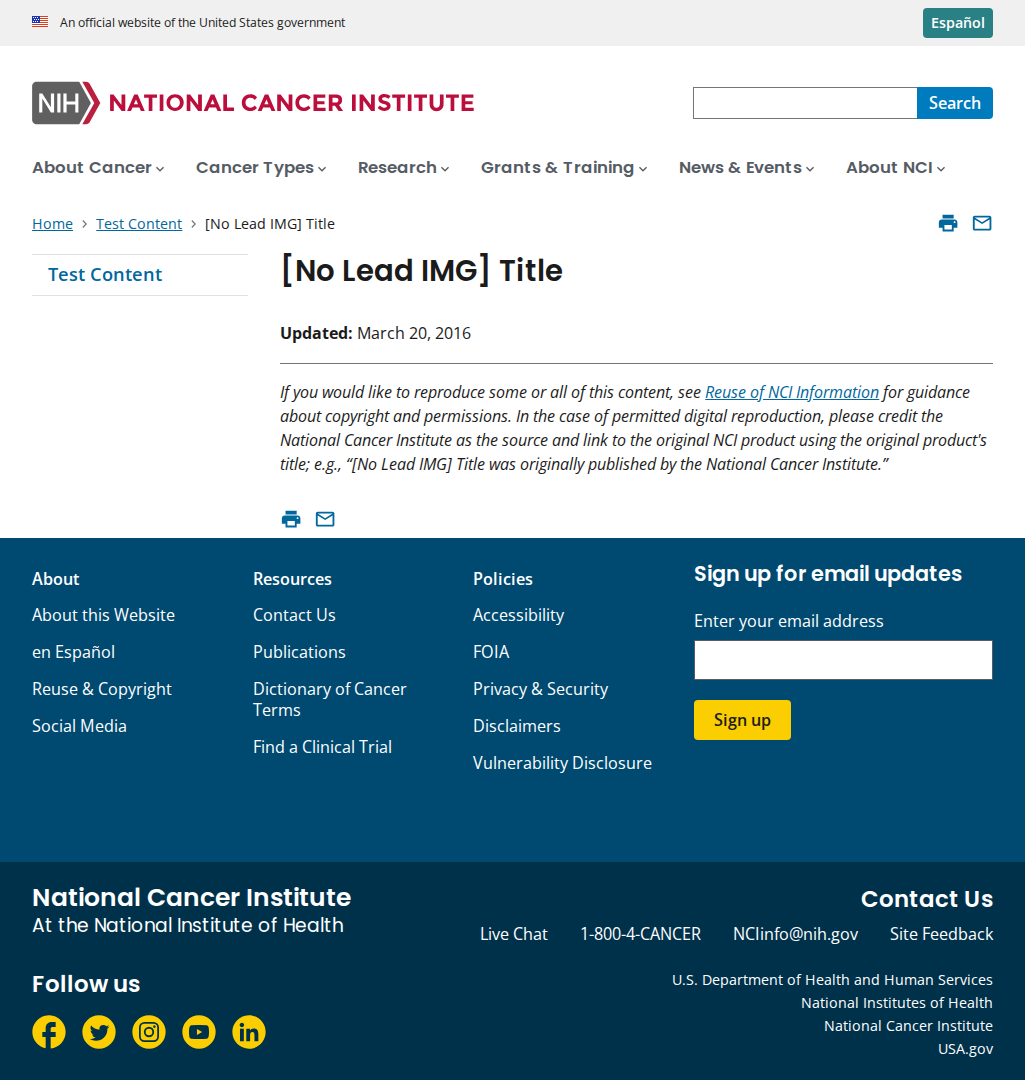 An official website of the United States government
Español
NIH NATIONAL CANCER INSTITUTE
Search
About Cancer Cancer Types Research Grants & Training News & Events About NCI
Home > Test Content > [No Lead IMG] Title
Test Content
[No Lead IMG] Title
Updated: March 20, 2016
If you would like to reproduce some or all of this content, see Reuse of NCI Information for guidance
about copyright and permissions. In the case of permitted digital reproduction, please credit the
National Cancer Institute as the source and link to the original NCI product using the original product's
title; e.g., “[No Lead IMG] Title was originally published by the National Cancer Institute.”
About
About this Website
en Español
Reuse & Copyright
Social Media
Resources
Contact Us
Publications
Dictionary of Cancer
Terms
Find a Clinical Trial
Policies
Accessibility
FOIA
Privacy & Security
Disclaimers
Vulnerability Disclosure
Sign up for email updates
Enter your email address
Sign up
National Cancer Institute
At the National Institute of Health
Contact Us
Live Chat 1-800-4-CANCER NCIinfo@nih.gov Site Feedback
Follow us
U.S. Department of Health and Human Services
National Institutes of Health
National Cancer Institute
USA.gov